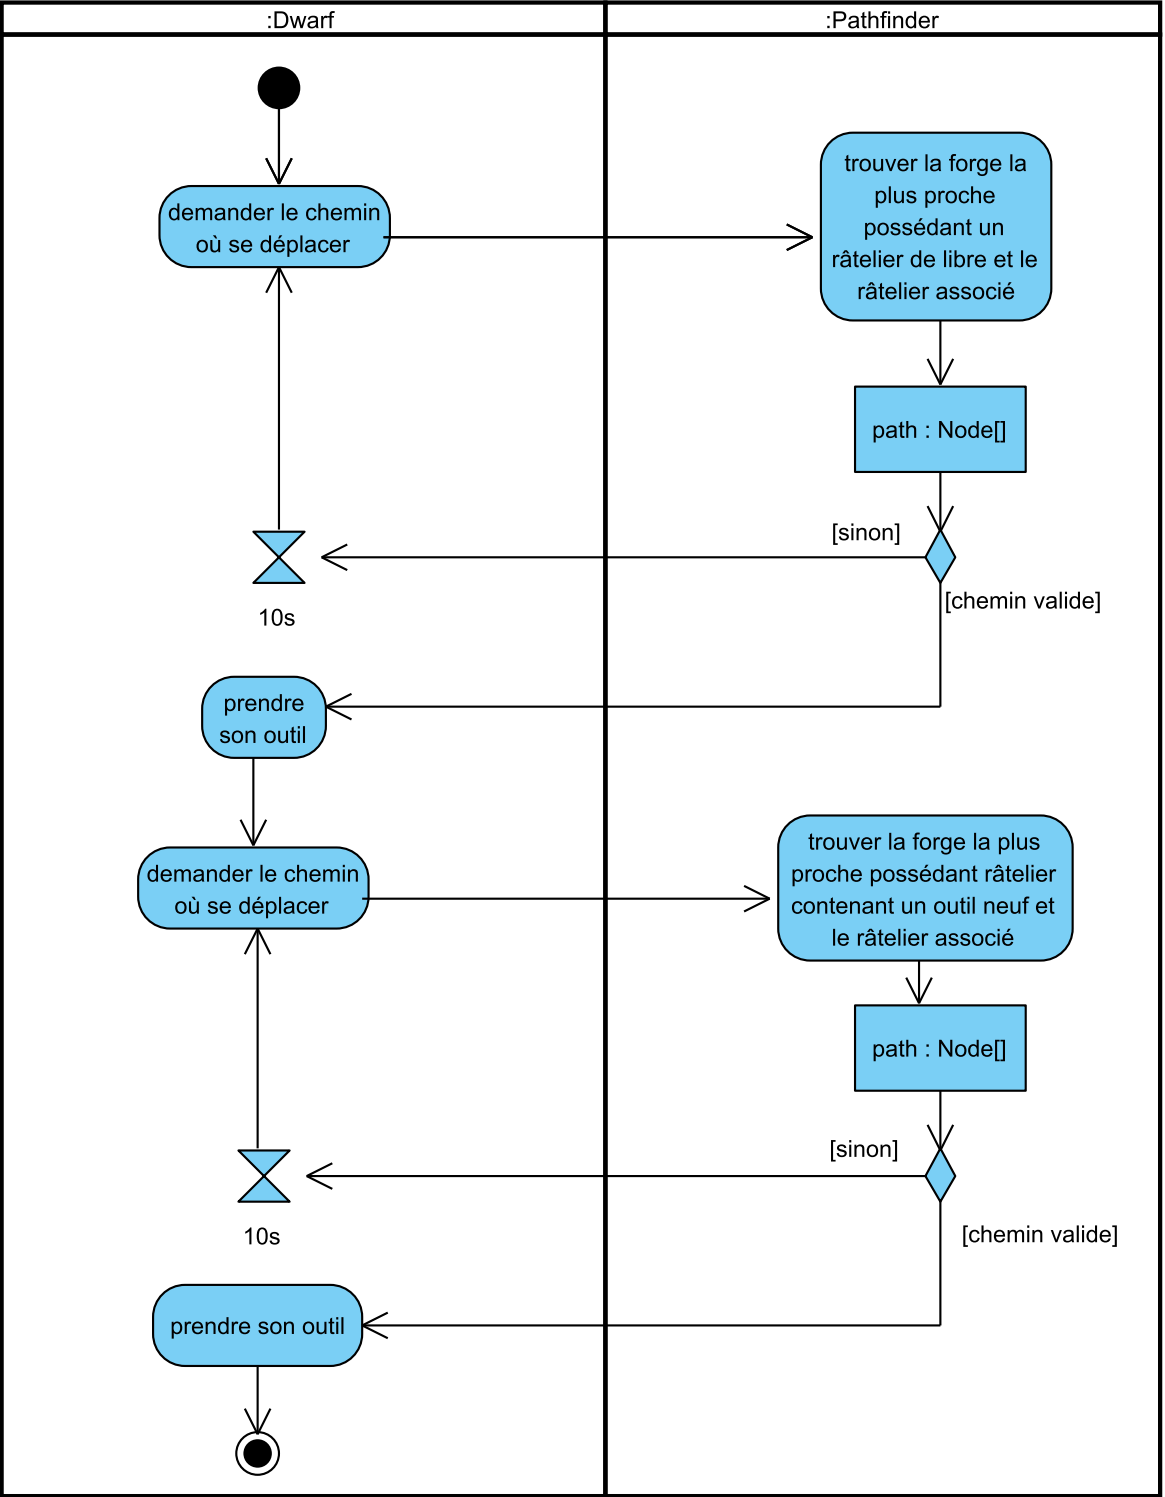 :Dwarf
:Pathfinder
demander le chemin
où se déplacer
trouver la forge la
plus proche
possédant un
râtelier de libre et le
râtelier associé
path : Node[]
[sinon]
[chemin valide]
10s
prendre
son outil
demander le chemin
où se déplacer
trouver la forge la plus
proche possédant râtelier
contenant un outil neuf et
le râtelier associé
path : Node[]
[sinon]
[chemin valide]
10s
prendre son outil